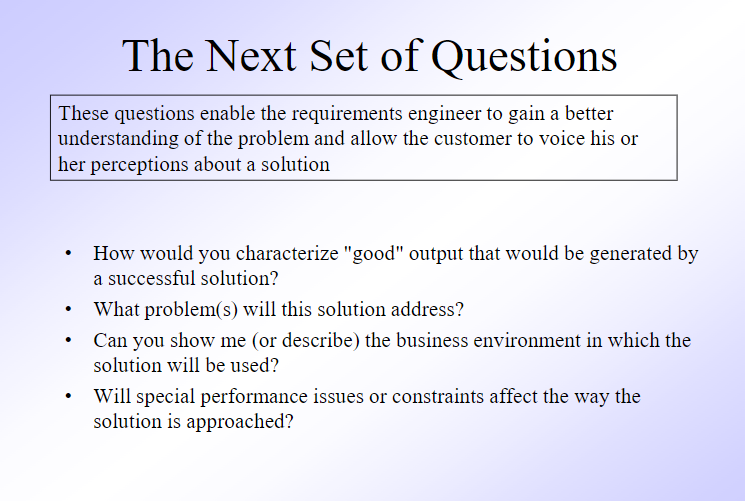 The Next Set of Questions
These questions enable the requirements engineer to gain a better
understanding of the problem and allow the customer to voice his or
her perceptions about a solution
• How would you characterize "good" output that would be generated by
a successful solution?
• What problem(s) will this solution address?
• Can you show me (or describe) the business environment in which the
solution will be used?
• Will special performance issues or constraints affect the way the
solution is approached?